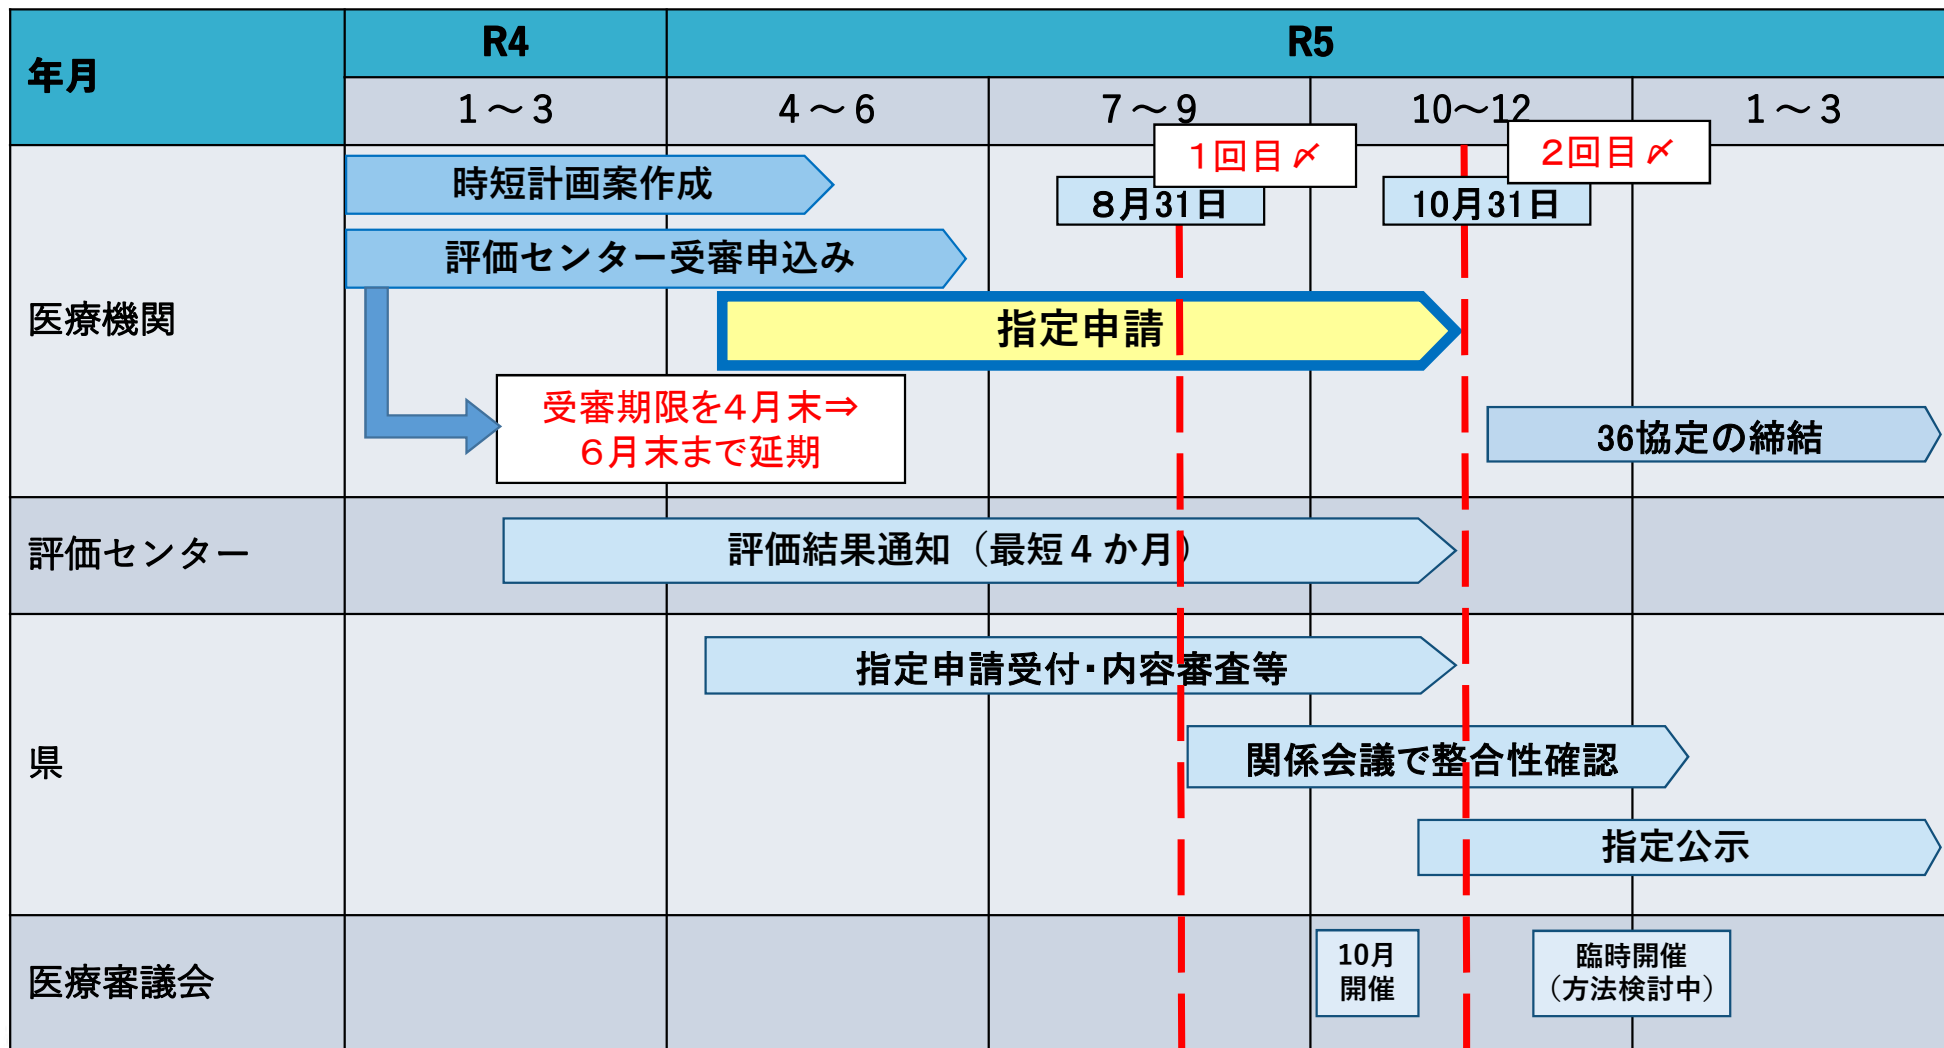 年月
R4
R5
1～3
4～6
7～9
10～12
1～3
1回目〆
2回目〆
8月31日
10月31日
医療機関
時短計画案作成
評価センター受審申込み
指定申請
受審期限を4月末⇒
6月末まで延期
36協定の締結
評価センター
評価結果通知（最短4か月）
県
指定申請受付・内容審査等
関係会議で整合性確認
指定公示
医療審議会
10月
開催
臨時開催
（方法検討中）